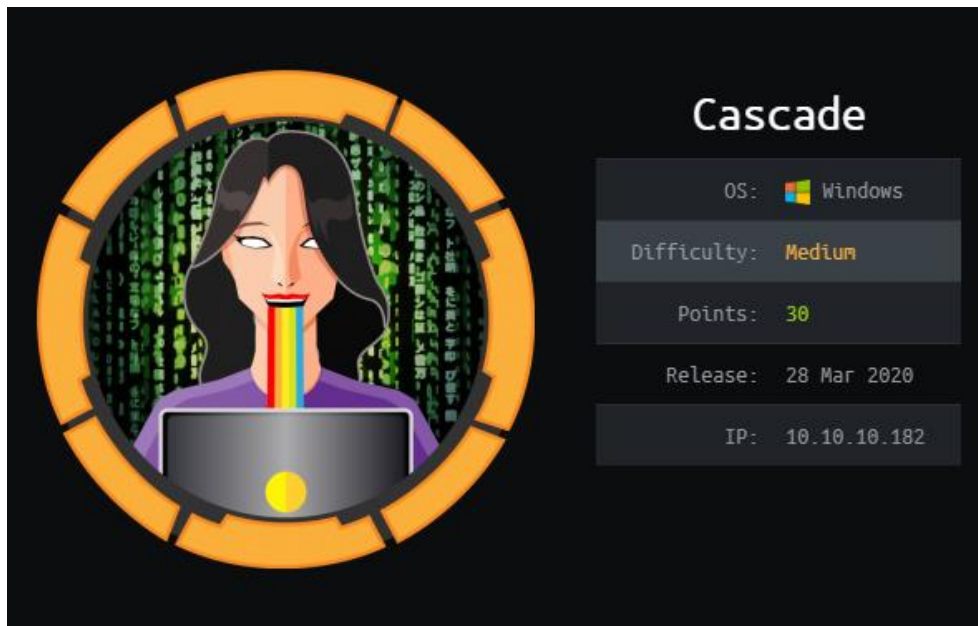 Cascade
OS: Windows
Difficulty: Medium
Points: 30
Release: 28 Mar 2020
IP: 10.10.10.182